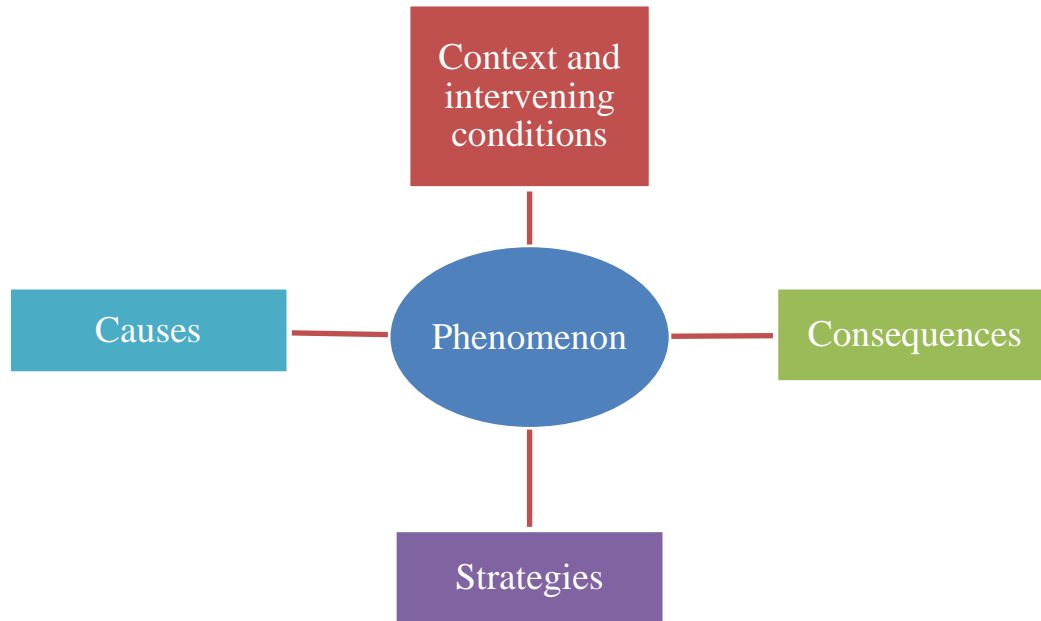 Context and
intervening
conditions
Causes
Phenomenon
Consequences
Strategies